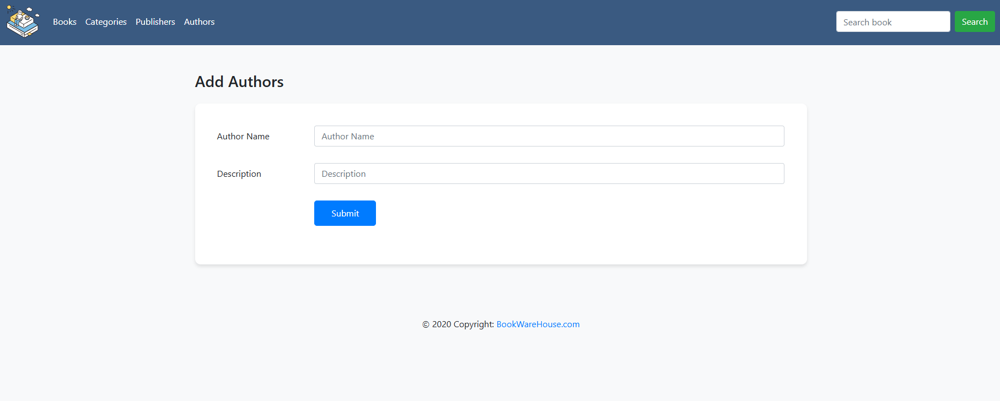 Books Categories Publishers Authors Search book Search
Add Authors
Author Name Author Name
Description Description
Submit
© 2020 Copyright: BookWareHouse.com